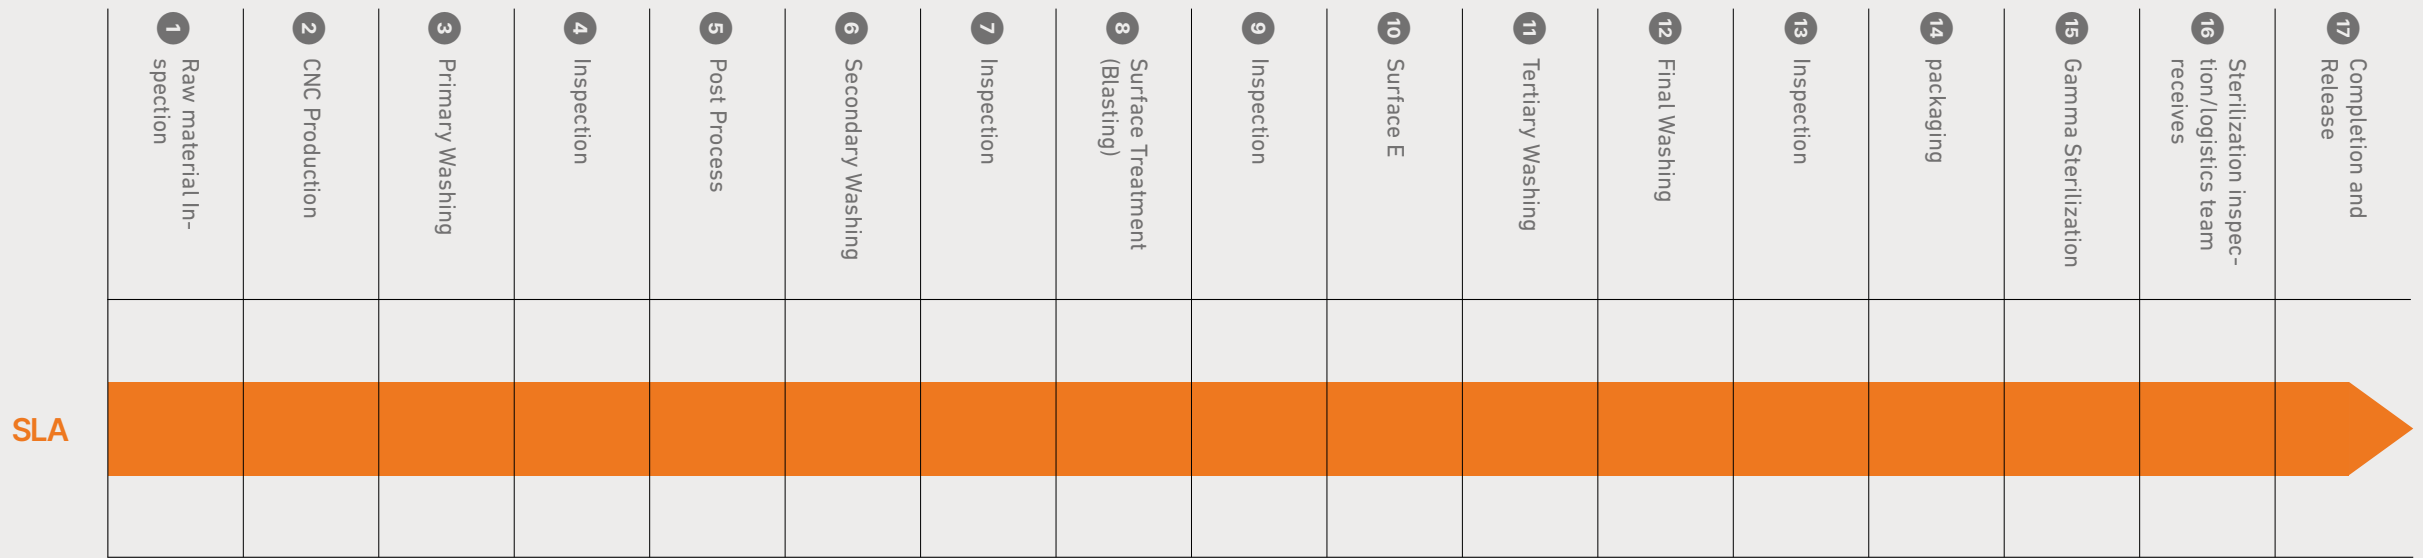 1
Raw material In-
spection
2
CNC Production
3
Primary Washing
4
Inspection
5
Post Process
6
Secondary Washing
7
Inspection
8
Surface Treatment
(Blasting)
9
Inspection
10
Surface E
11
Tertiary Washing
12
Final Washing
13
Inspection
14
packaging
15
Gamma Sterilization
16
Sterilization inspec-
tion/logistics team
receives
17
Completion and
Release
SLA